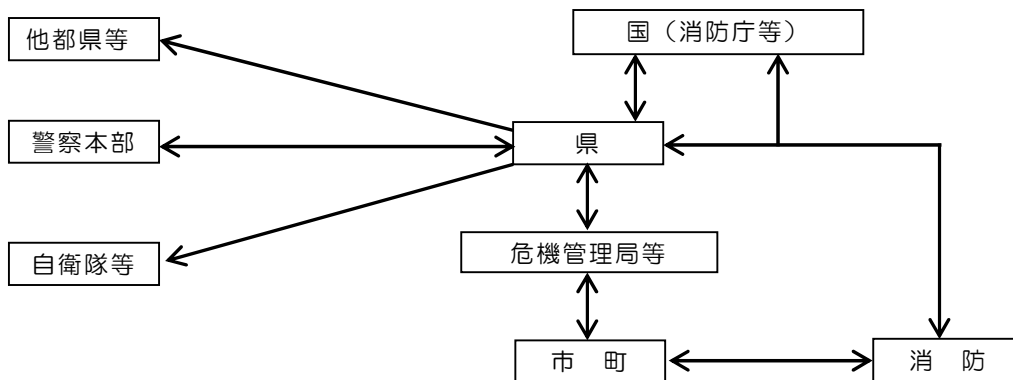 他都県等
国（消防庁等）
警察本部
県
自衛隊等
危機管理局等
市　町
消　防